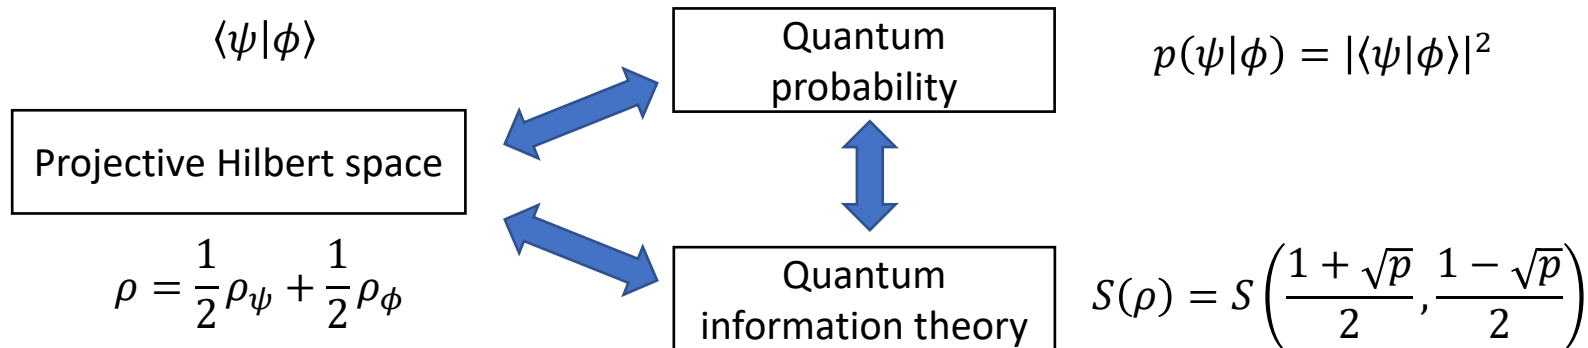 ⟨ψ|ϕ⟩
Quantum
probability
p(ψ|ϕ) = |⟨ψ|ϕ⟩|²
Projective Hilbert space
ρ = 1/2 ρ_ψ + 1/2 ρ_ϕ
Quantum
information theory
S(ρ) = S((1 + √p)/2, (1 − √p)/2)